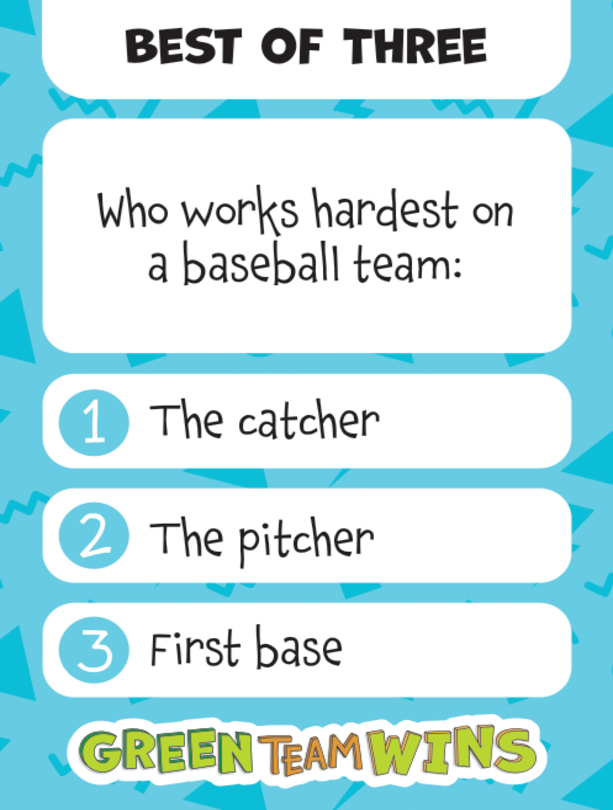 BEST OF THREE
Who works hardest on
a baseball team:
1 The catcher
2 The pitcher
3 First base
GREEN TEAM WINS